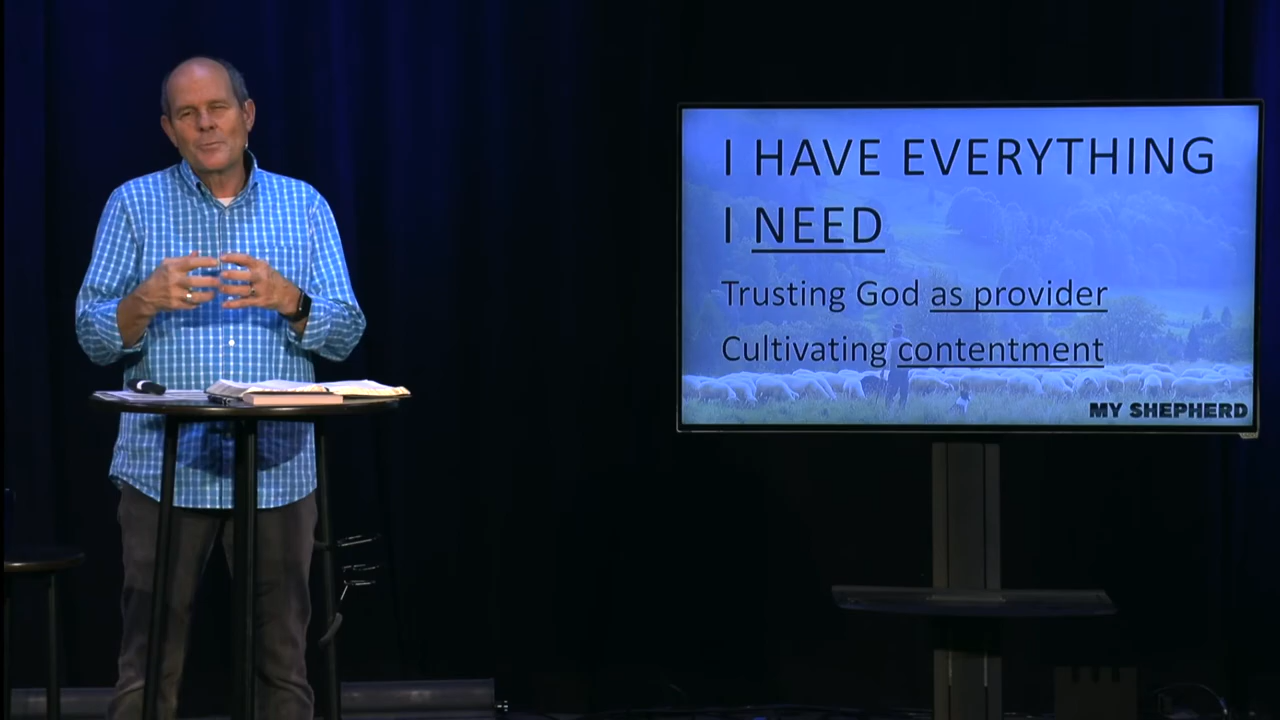 I HAVE EVERYTHING
I NEED
Trusting God as provider
Cultivating contentment
MY SHEPHERD